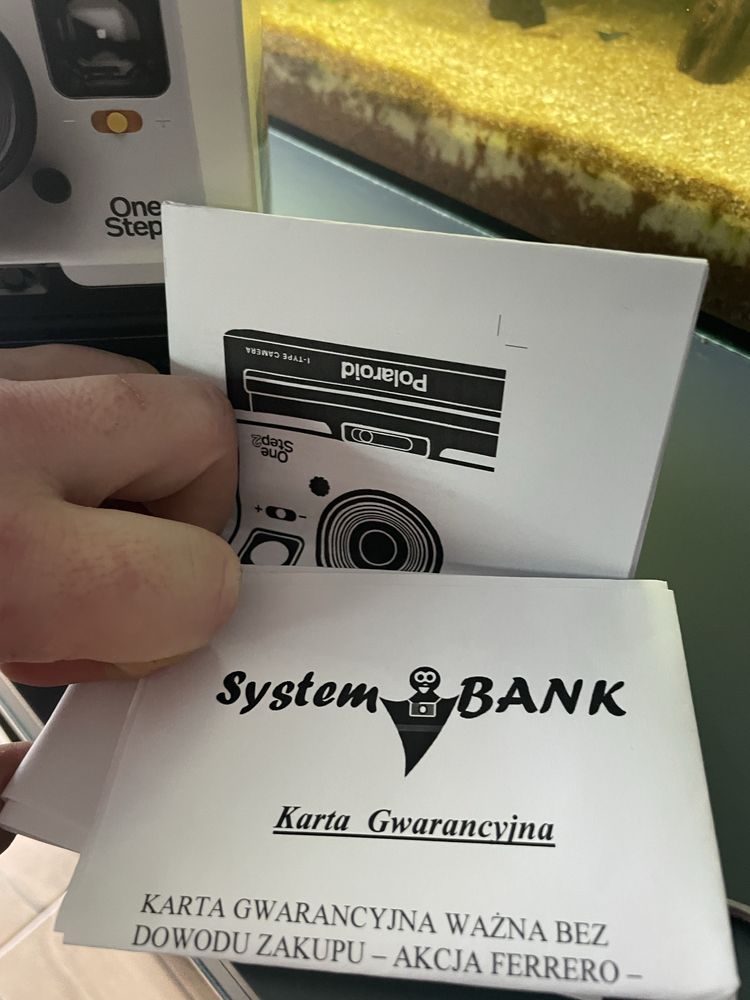 One
Step
I-TYPE CAMERA
Polaroid
One
Step2
+ -
System BANK
Karta Gwarancyjna
KARTA GWARANCYJNA WAŻNA BEZ
DOWODU ZAKUPU – AKCJA FERRERO –